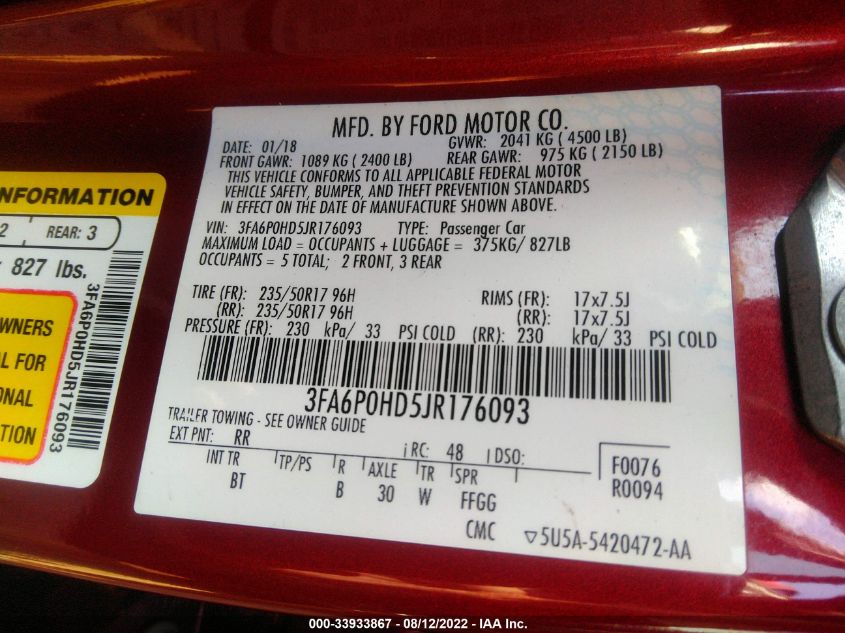 MFD. BY FORD MOTOR CO.
DATE: 01/18 GVWR: 2041 KG ( 4500 LB)
FRONT GAWR: 1089 KG ( 2400 LB) REAR GAWR: 975 KG ( 2150 LB)
THIS VEHICLE CONFORMS TO ALL APPLICABLE FEDERAL MOTOR
VEHICLE SAFETY, BUMPER, AND THEFT PREVENTION STANDARDS
IN EFFECT ON THE DATE OF MANUFACTURE SHOWN ABOVE.
VIN: 3FA6P0HD5JR176093 TYPE: Passenger Car
MAXIMUM LOAD = OCCUPANTS + LUGGAGE = 375KG/ 827LB
OCCUPANTS = 5 TOTAL; 2 FRONT, 3 REAR
TIRE (FR): 235/50R17 96H RIMS (FR): 17x7.5J
(RR): 235/50R17 96H (RR): 17x7.5J
PRESSURE (FR): 230 kPa/ 33 PSI COLD (RR): 230 kPa/ 33 PSI COLD
3FA6P0HD5JR176093
TRAILER TOWING - SEE OWNER GUIDE
EXT PNT: RR RC: 48 DSO: F0076
R0094
INT TR TP/PS R AXLE TR SPR
BT B 30 W FFGG
CMC ▽5U5A-5420472-AA
INFORMATION
2 REAR: 3
827 lbs.
OWNERS
AL FOR
ONAL
ATION
3FA6P0HD5JR176093
000-33933867 - 08/12/2022 - IAA Inc.